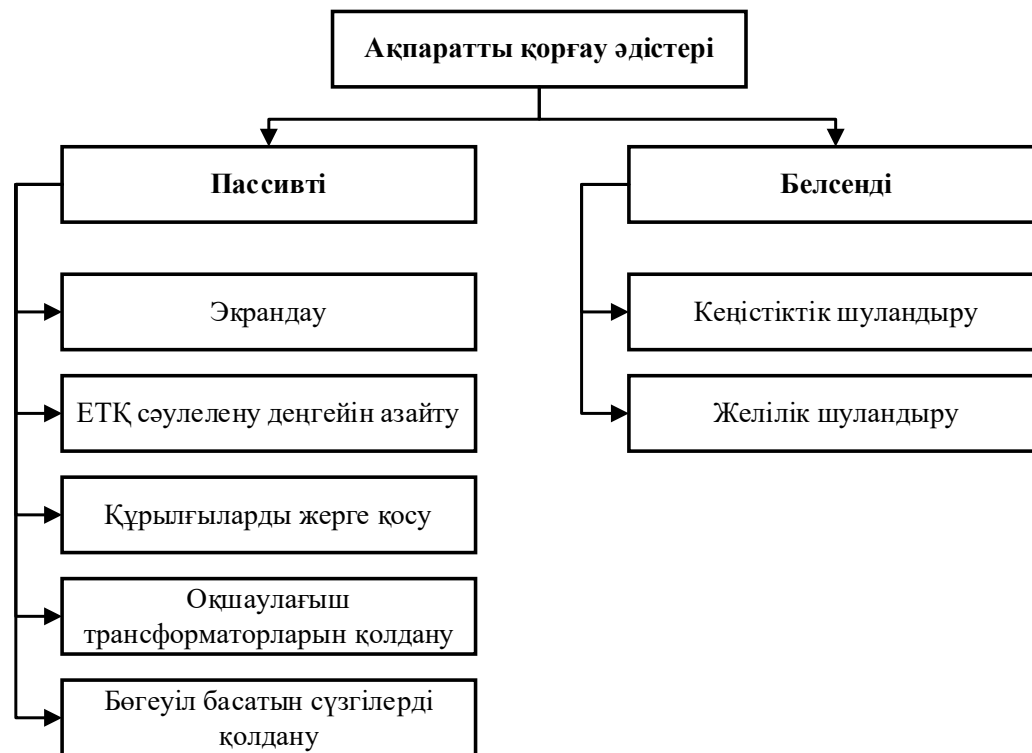 Ақпаратты қорғау әдістері
Пассивті
Белсенді
Экрандау
Кеңістіктік шуландыру
ЕТҚ сәулелену деңгейін азайту
Желілік шуландыру
Құрылғыларды жерге қосу
Оқшаулағыш
трансформаторларын қолдану
Бөгеуіл басатын сүзгілерді
қолдану